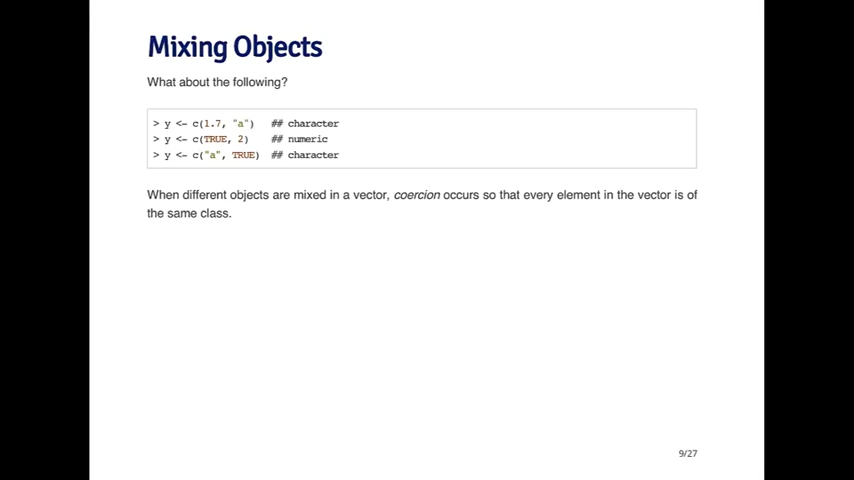 Mixing Objects
What about the following?
> y <- c(1.7, "a")   ## character
> y <- c(TRUE, 2)    ## numeric
> y <- c("a", TRUE)  ## character
When different objects are mixed in a vector, coercion occurs so that every element in the vector is of
the same class.
9/27